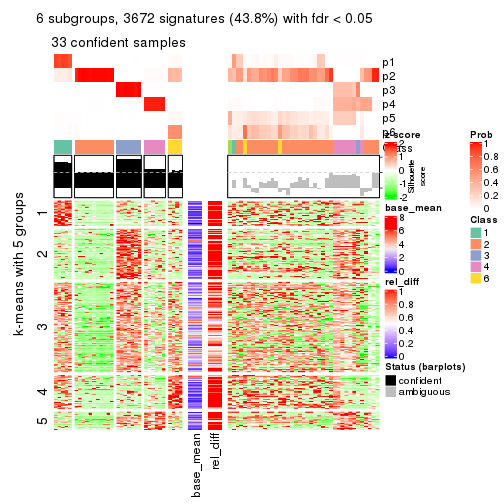 6 subgroups, 3672 signatures (43.8%) with fdr < 0.05
33 confident samples
p1
p2
p3
p4
p5
p6
Class
k-means with 5 groups
1
2
3
4
5
base_mean
rel_diff
z-score
2
1
0
-1
-2
Silhouette score
base_mean
8
6
4
2
0
rel_diff
1
0.8
0.6
0.4
0.2
0
Status (barplots)
confident
ambiguous
Prob
1
0.8
0.6
0.4
0.2
0
Class
1
2
3
4
6